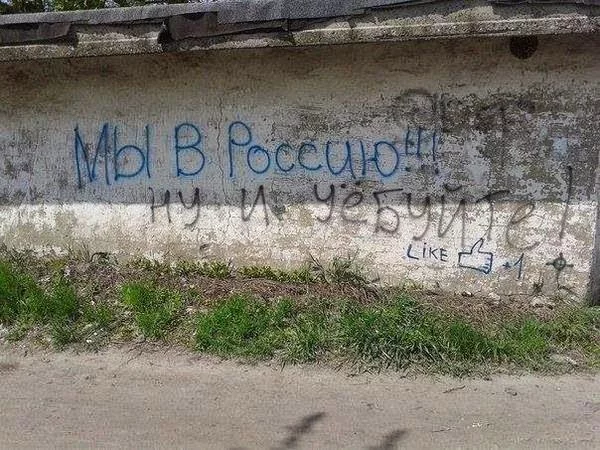 Мы в Россию!!!
ну и уёбуйте!
LIKE +1